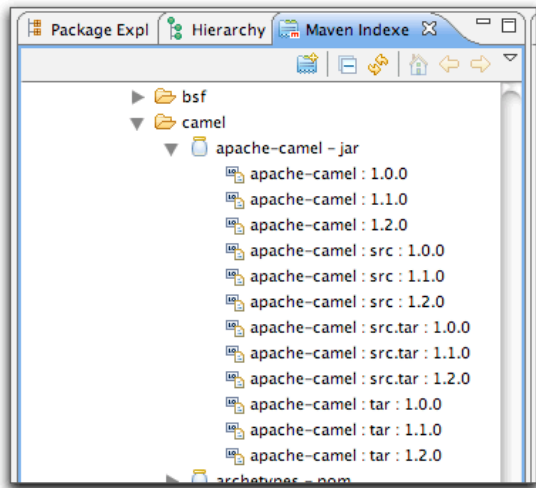 Package Expl Hierarchy Maven Indexe
bsf
camel
apache-camel – jar
apache-camel : 1.0.0
apache-camel : 1.1.0
apache-camel : 1.2.0
apache-camel : src : 1.0.0
apache-camel : src : 1.1.0
apache-camel : src : 1.2.0
apache-camel : src.tar : 1.0.0
apache-camel : src.tar : 1.1.0
apache-camel : src.tar : 1.2.0
apache-camel : tar : 1.0.0
apache-camel : tar : 1.1.0
apache-camel : tar : 1.2.0
archetypes – pom